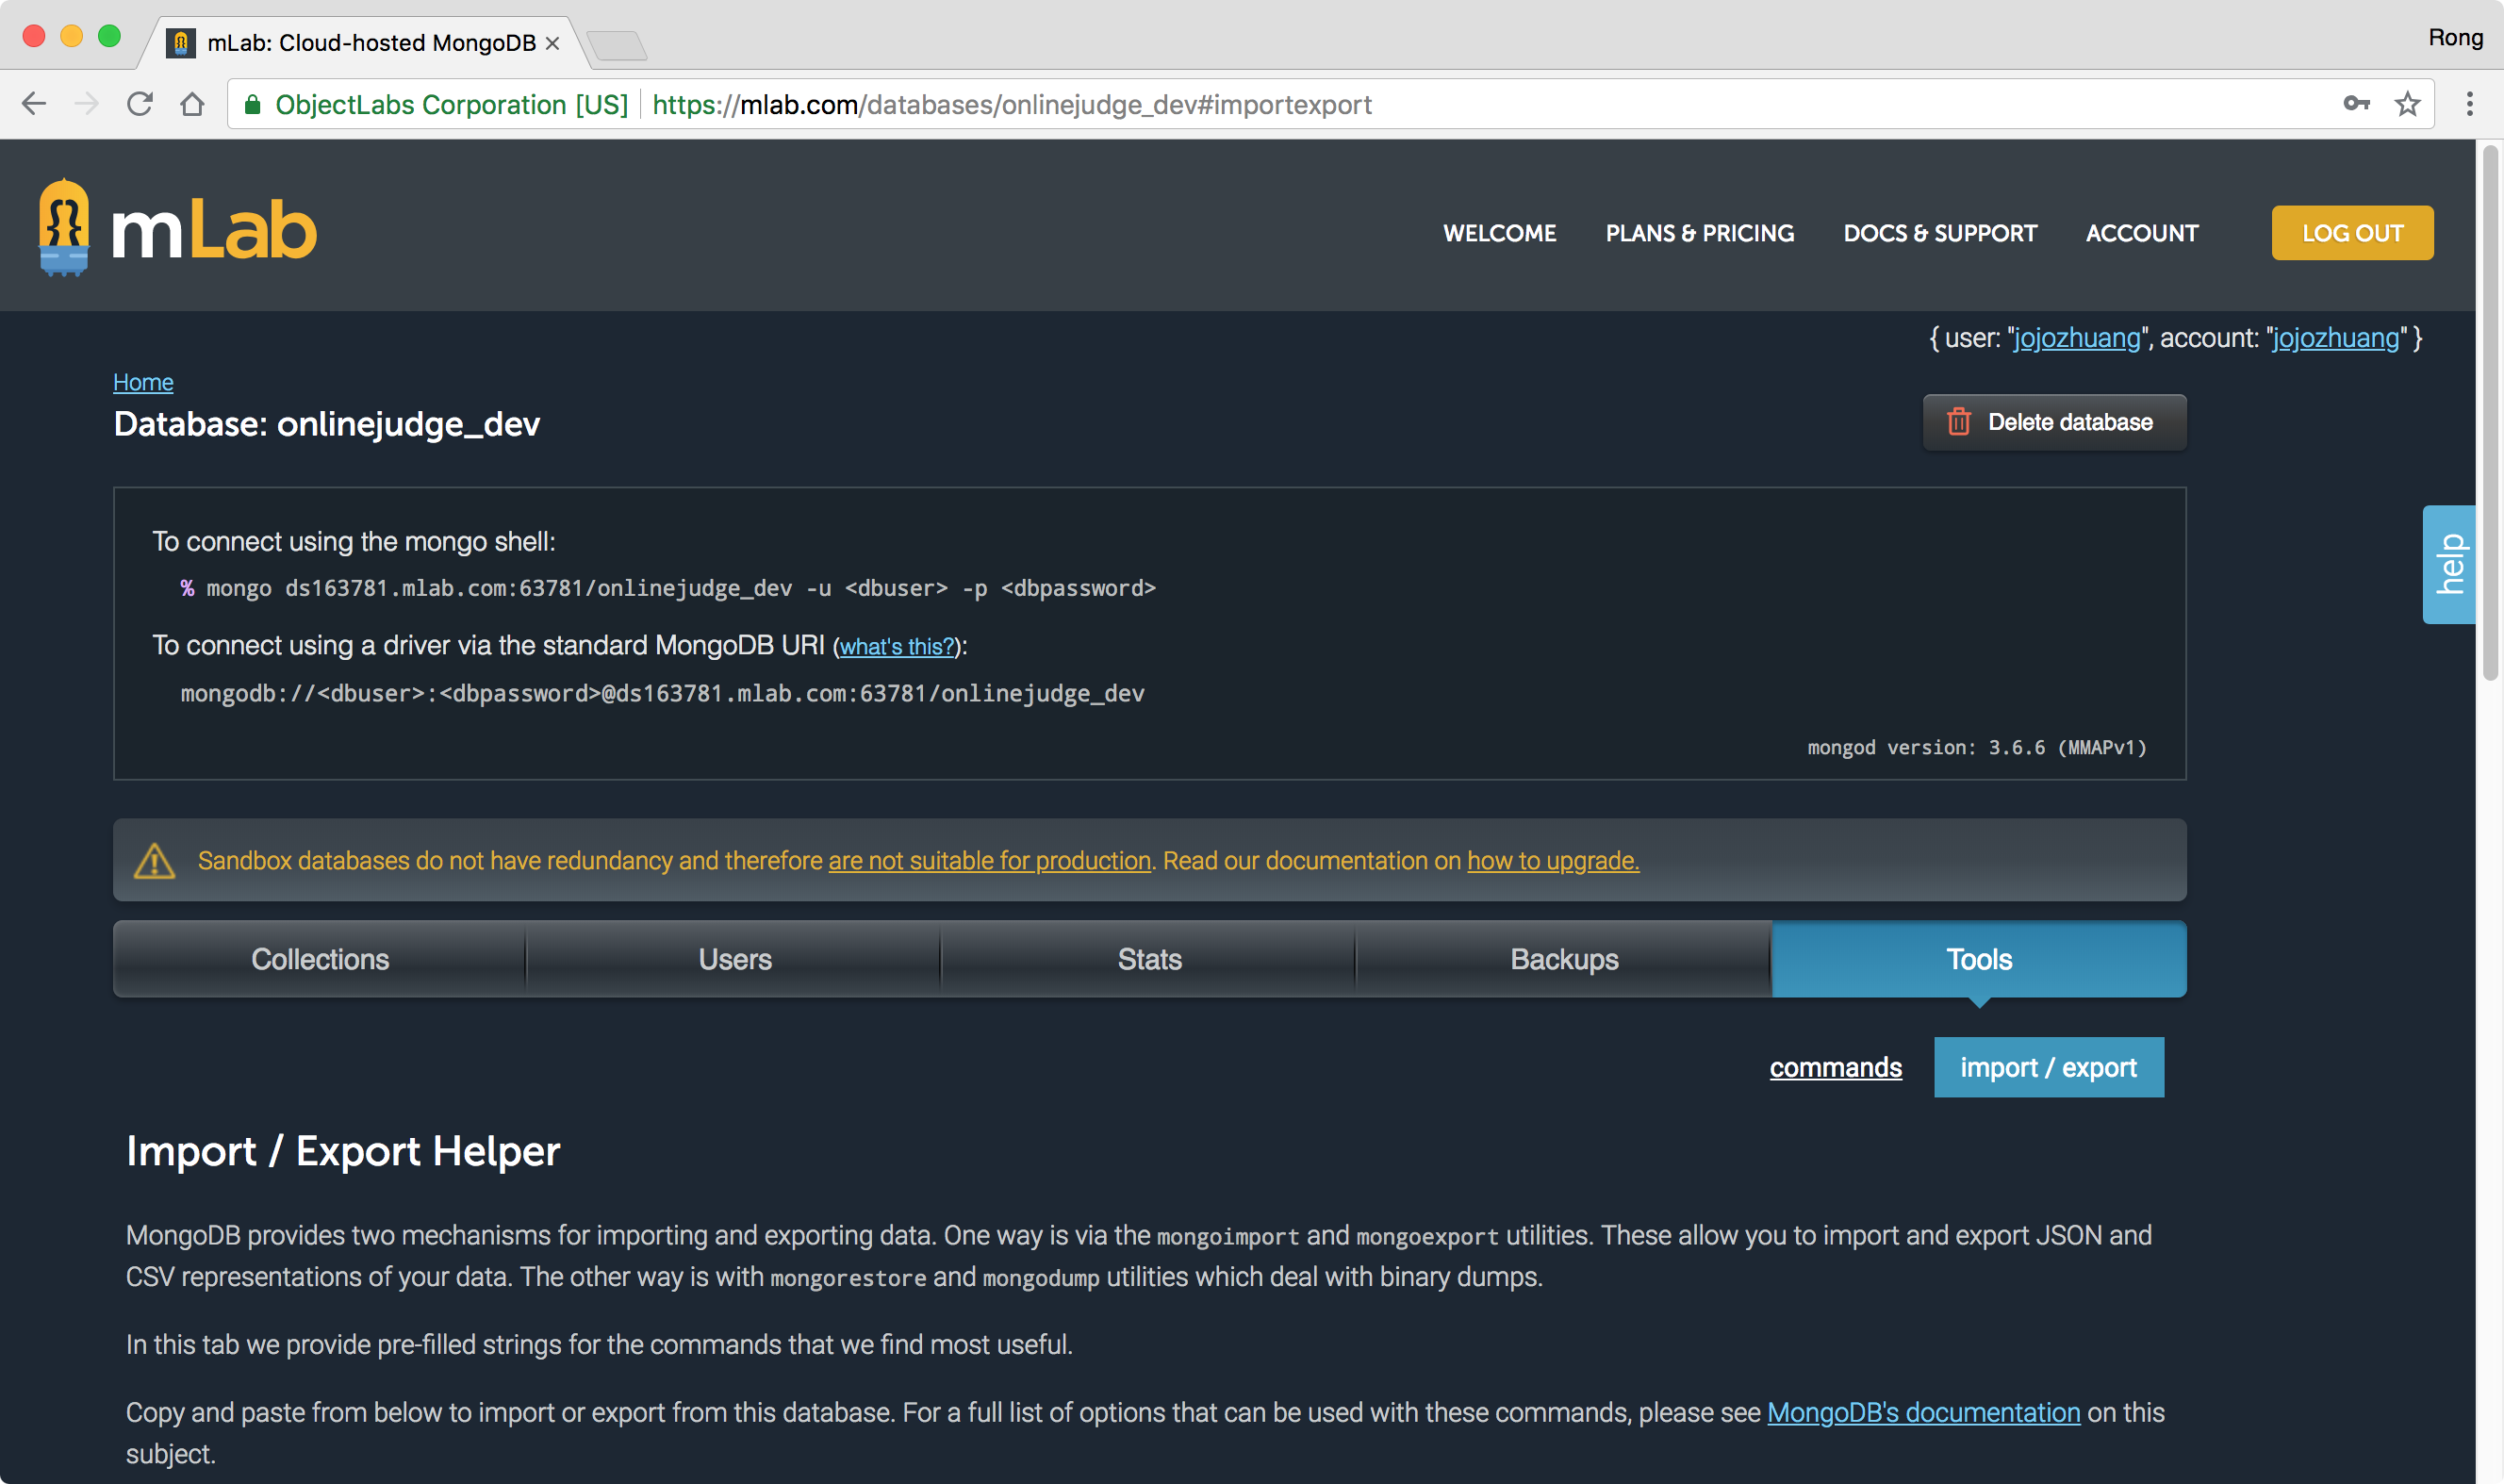 mLab: Cloud-hosted MongoDB ×
Rong
ObjectLabs Corporation [US] https://mlab.com/databases/onlinejudge_dev#importexport
mLab
WELCOME PLANS & PRICING DOCS & SUPPORT ACCOUNT LOG OUT
{ user: "jojozhuang", account: "jojozhuang" }
Home
Database: onlinejudge_dev
Delete database
To connect using the mongo shell:
% mongo ds163781.mlab.com:63781/onlinejudge_dev -u <dbuser> -p <dbpassword>
help
To connect using a driver via the standard MongoDB URI (what's this?):
mongodb://<dbuser>:<dbpassword>@ds163781.mlab.com:63781/onlinejudge_dev
mongod version: 3.6.6 (MMAPv1)
Sandbox databases do not have redundancy and therefore are not suitable for production. Read our documentation on how to upgrade.
Collections Users Stats Backups Tools
commands import / export
Import / Export Helper
MongoDB provides two mechanisms for importing and exporting data. One way is via the mongoimport and mongoexport utilities. These allow you to import and export JSON and
CSV representations of your data. The other way is with mongorestore and mongodump utilities which deal with binary dumps.
In this tab we provide pre-filled strings for the commands that we find most useful.
Copy and paste from below to import or export from this database. For a full list of options that can be used with these commands, please see MongoDB's documentation on this
subject.